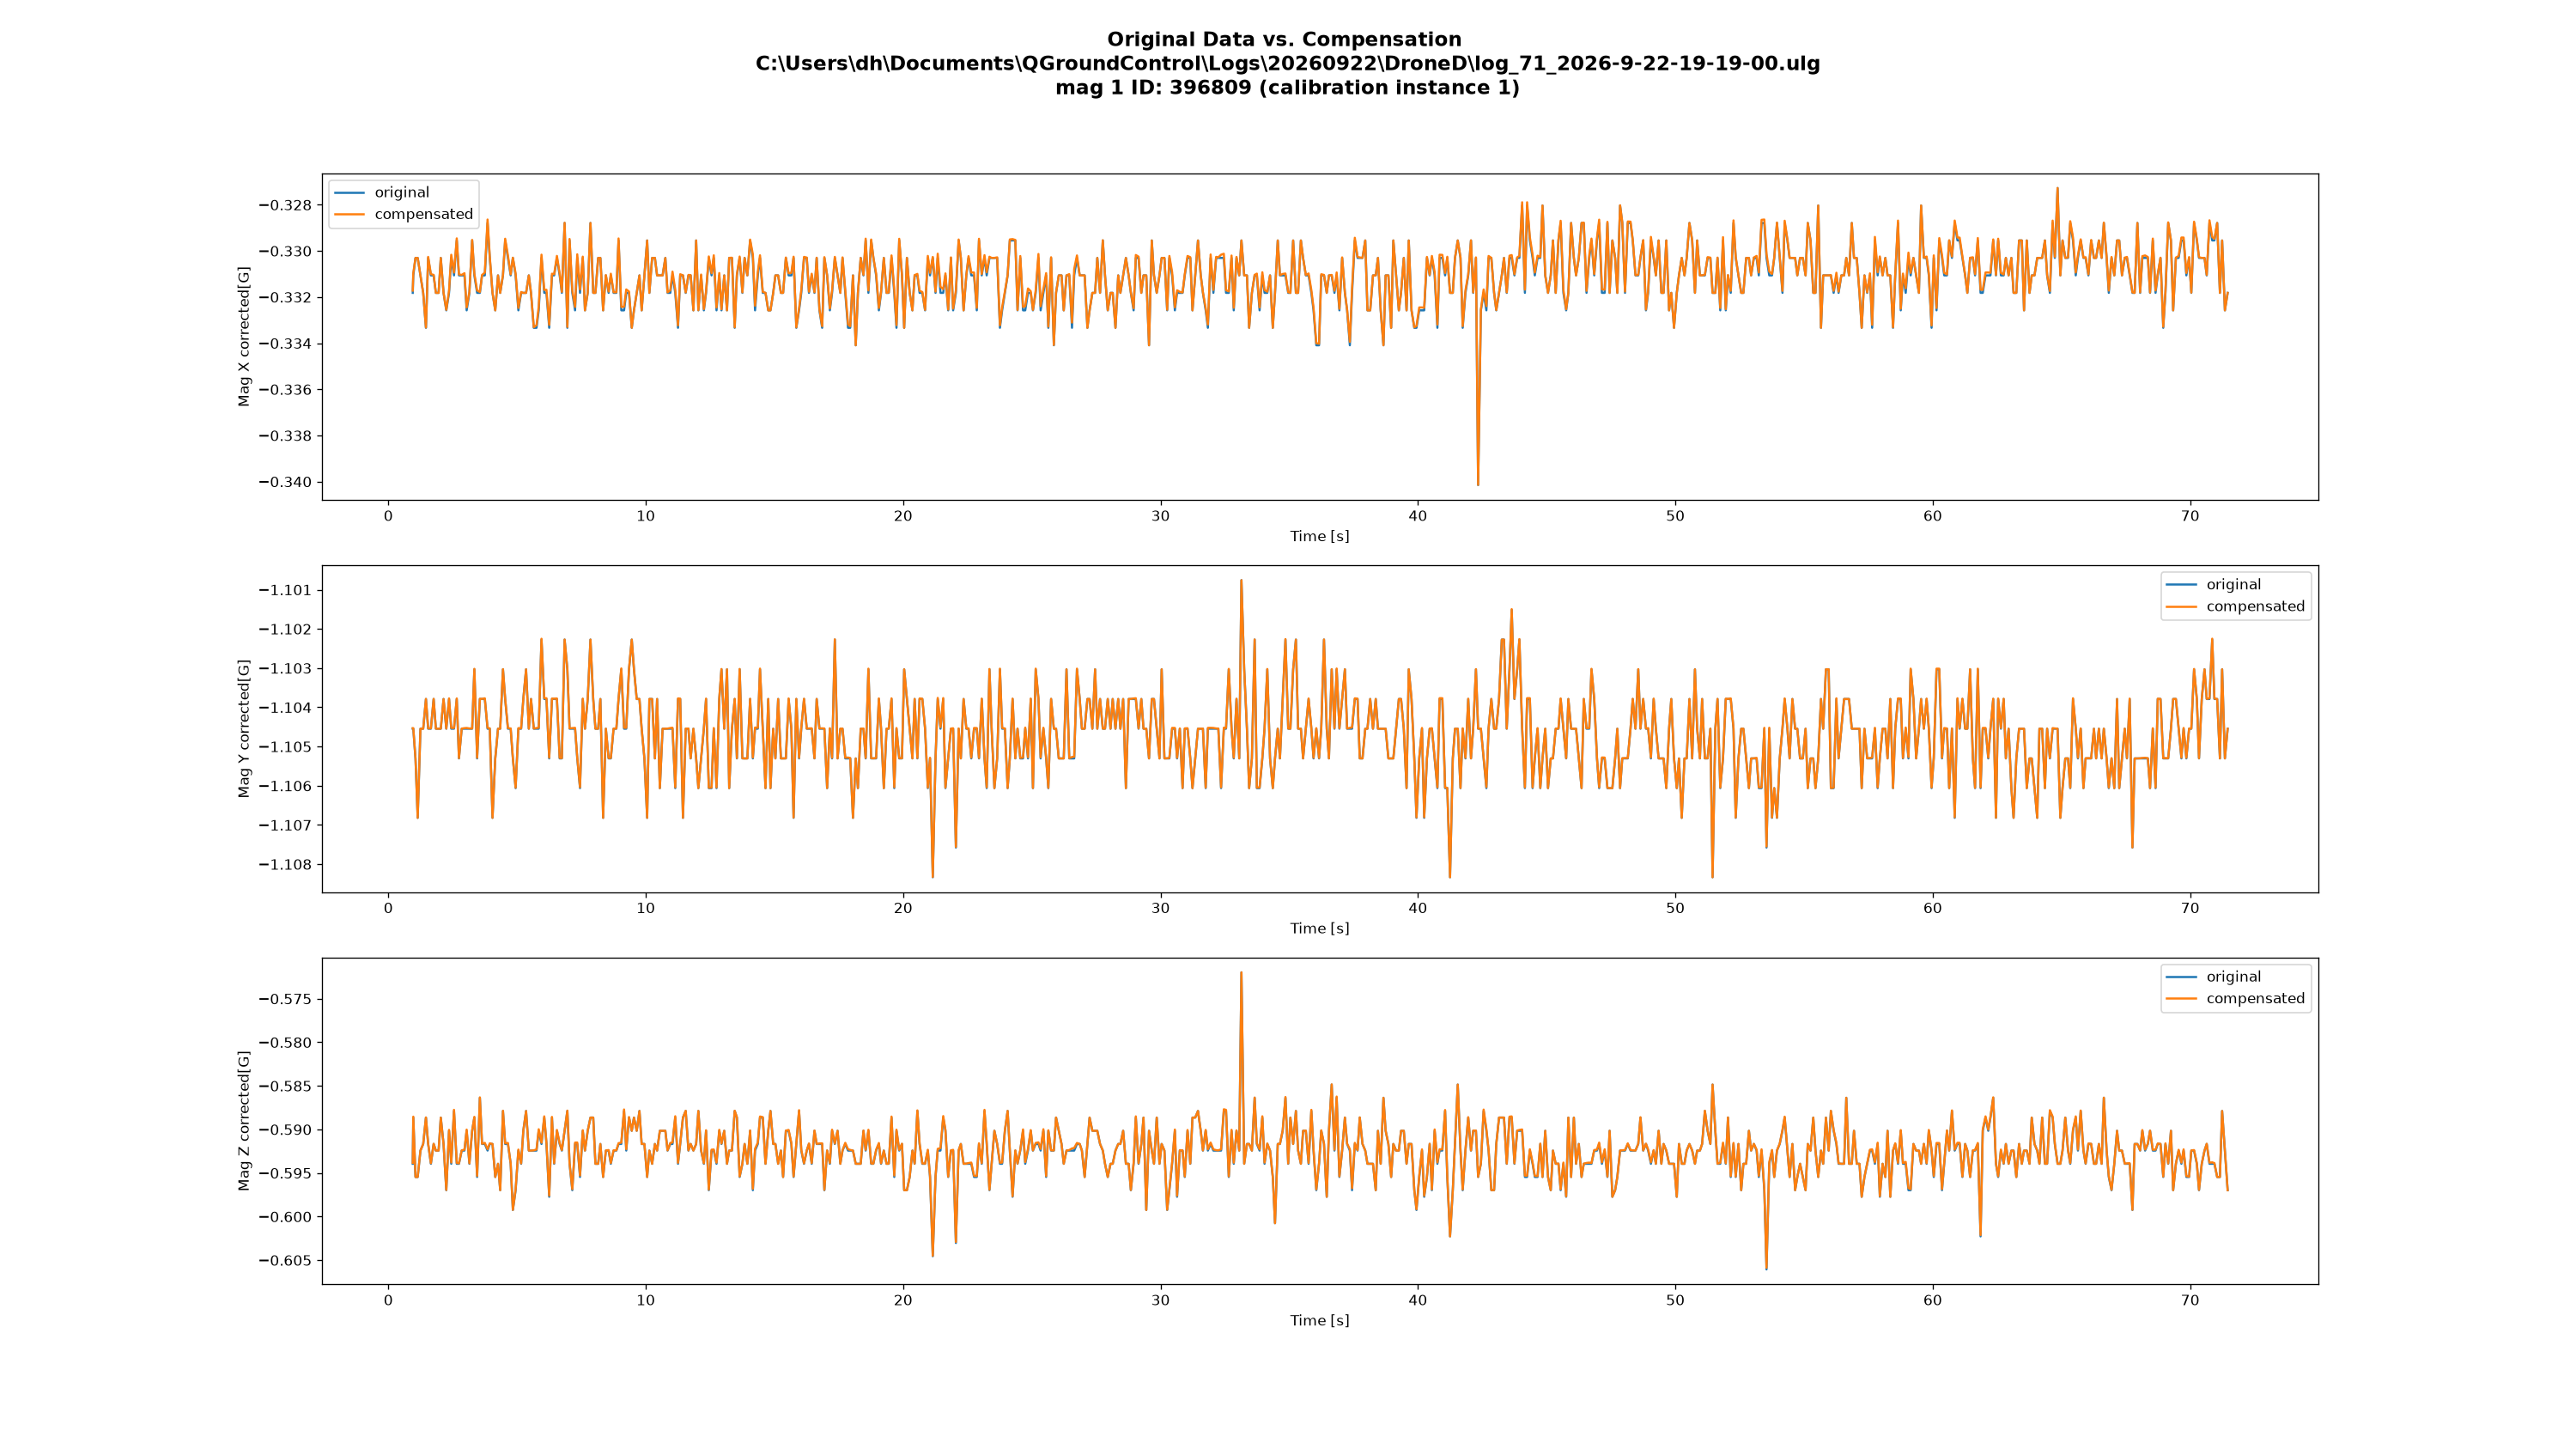 Original Data vs. Compensation
C:\Users\dh\Documents\QGroundControl\Logs\20260922\DroneD\log_71_2026-9-22-19-19-00.ulg
mag 1 ID: 396809 (calibration instance 1)
original
compensated
Mag X corrected[G]
−0.328
−0.330
−0.332
−0.334
−0.336
−0.338
−0.340
0 10 20 30 40 50 60 70
Time [s]
original
compensated
Mag Y corrected[G]
−1.101
−1.102
−1.103
−1.104
−1.105
−1.106
−1.107
−1.108
0 10 20 30 40 50 60 70
Time [s]
original
compensated
Mag Z corrected[G]
−0.575
−0.580
−0.585
−0.590
−0.595
−0.600
−0.605
0 10 20 30 40 50 60 70
Time [s]